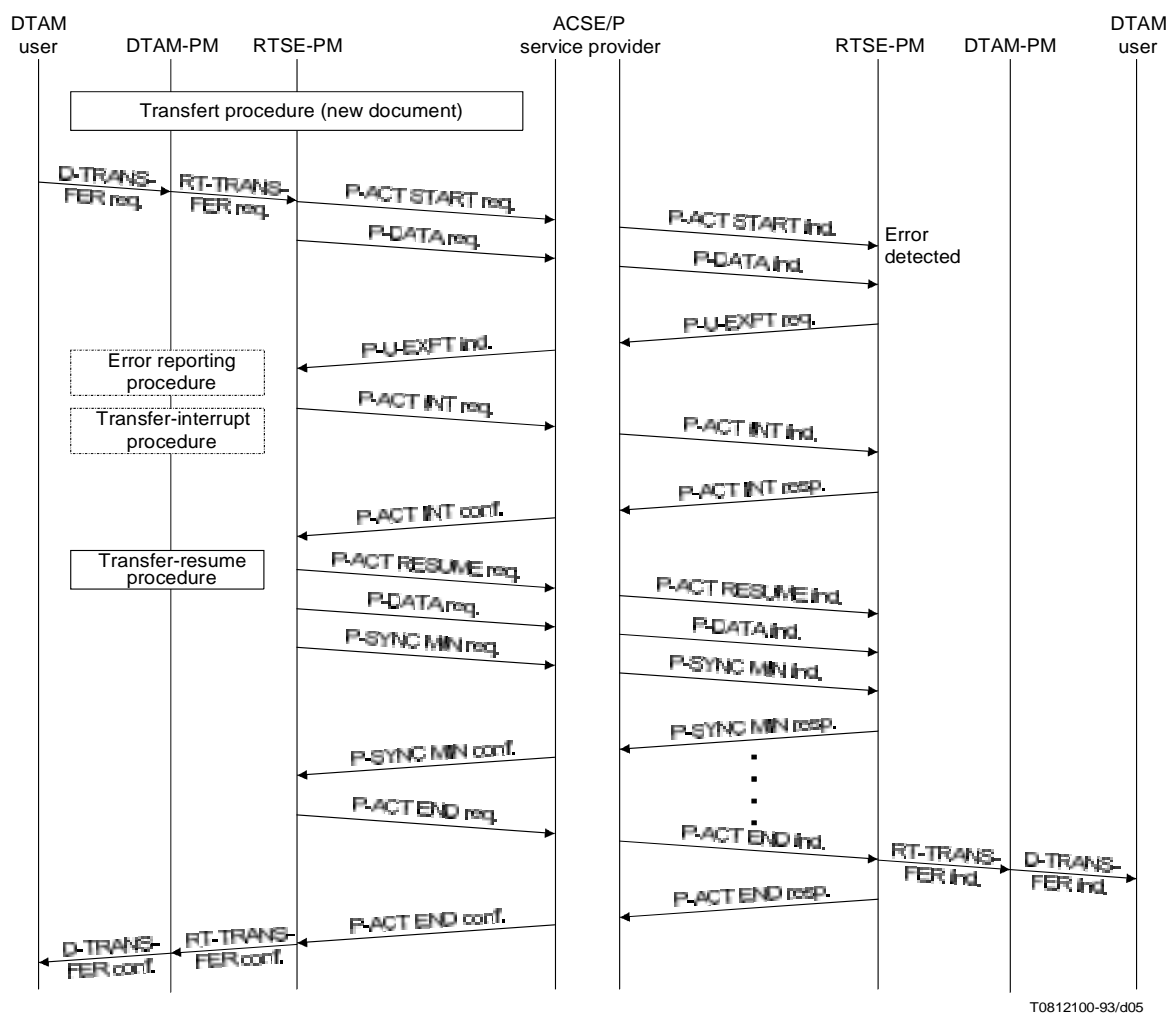 DTAM
user
DTAM-PM
RTSE-PM
ACSE/P
service provider
RTSE-PM
DTAM-PM
DTAM
user
Transfert procedure (new document)
D-TRANS-
FER req.
RT-TRANS-
FER req.
P-ACT START req.
P-ACT START ind.
Error
detected
P-DATA req.
P-DATA ind.
P-U-EXPT req.
P-U-EXPT ind.
Error reporting
procedure
P-ACT INT req.
Transfer-interrupt
procedure
P-ACT INT ind.
P-ACT INT resp.
P-ACT INT conf.
Transfer-resume
procedure
P-ACT RESUME req.
P-ACT RESUME ind.
P-DATA req.
P-DATA ind.
P-SYNC MIN req.
P-SYNC MIN ind.
P-SYNC MIN resp.
P-SYNC MIN conf.
P-ACT END req.
P-ACT END ind.
RT-TRANS-
FER ind.
D-TRANS-
FER ind.
P-ACT END resp.
P-ACT END conf.
RT-TRANS-
FER conf.
D-TRANS-
FER conf.
T0812100-93/d05